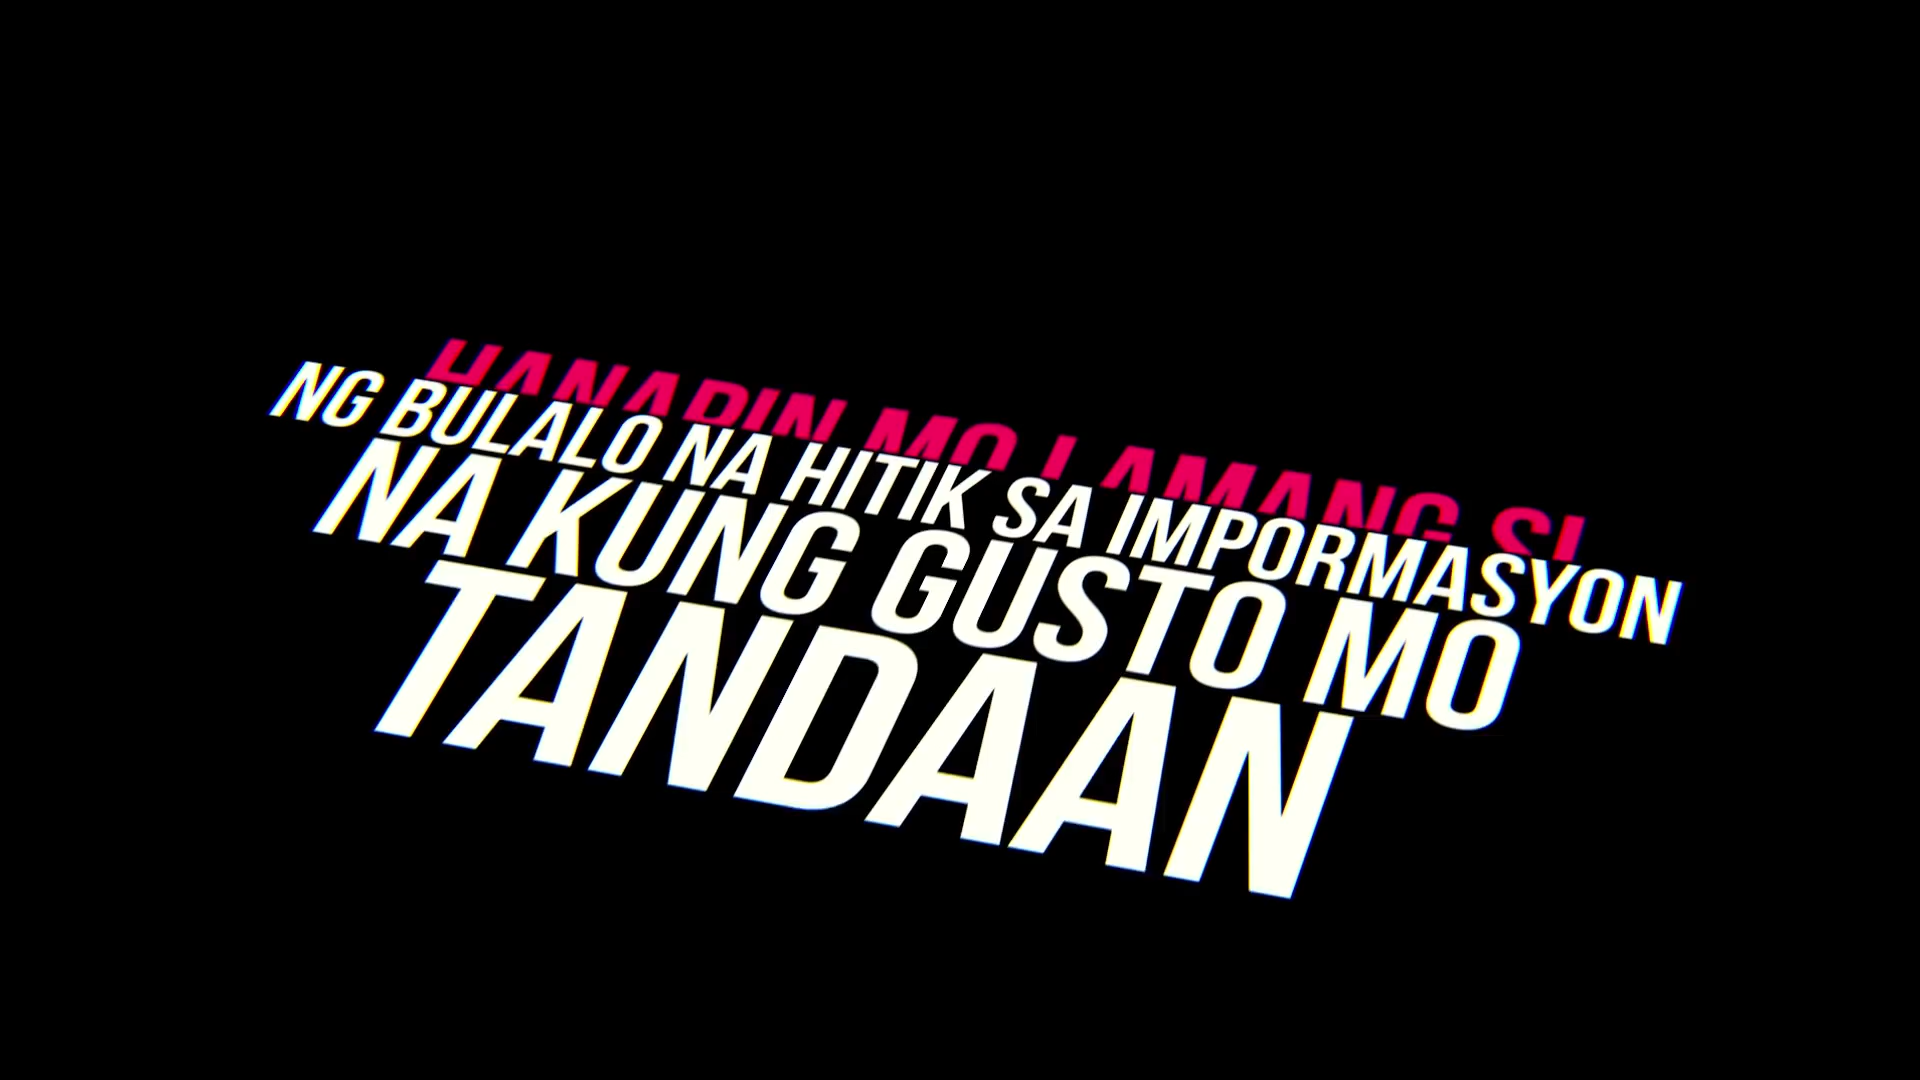 HANAPIN MO LAMANG SI
NG BULALO NA HITIK SA IMPORMASYON
NA KUNG GUSTO MO
TANDAAN